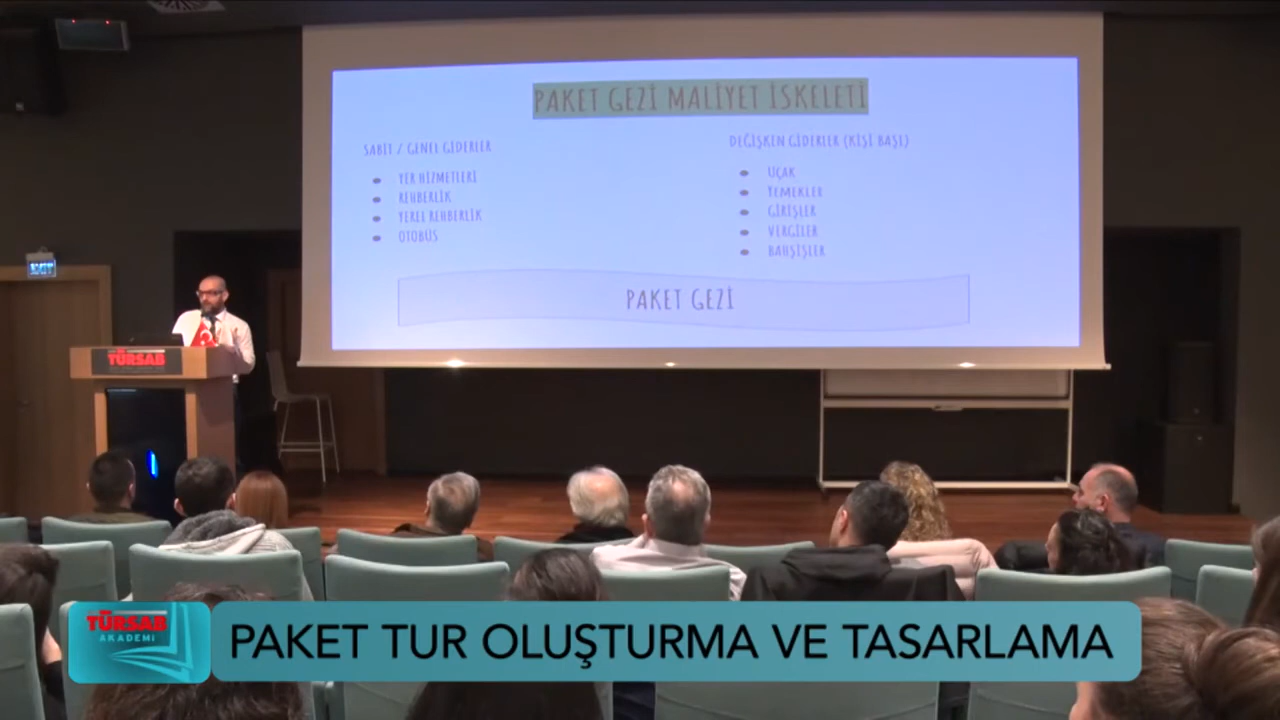 PAKET GEZİ MALİYET İSKELETİ
SABİT / GENEL GİDERLER
YER HİZMETLERİ
REHBERLİK
YEREL REHBERLİK
OTOBÜS
DEĞİŞKEN GİDERLER (KİŞİ BAŞI)
UÇAK
YEMEKLER
GİRİŞLER
VERGİLER
BAHŞİŞLER
PAKET GEZİ
EXIT
TÜRSAB
TÜRSAB
AKADEMİ
PAKET TUR OLUŞTURMA VE TASARLAMA